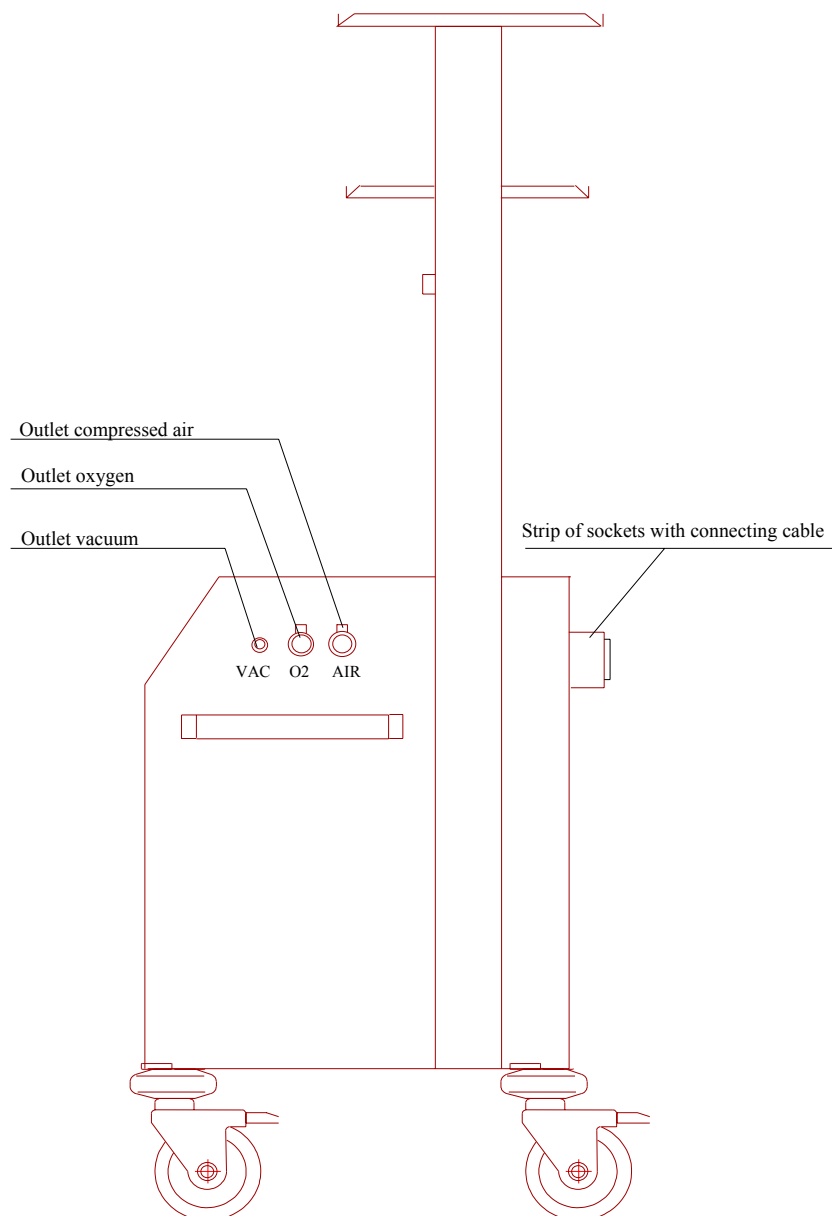 Outlet compressed air
Outlet oxygen
Outlet vacuum
Strip of sockets with connecting cable
VAC O2 AIR